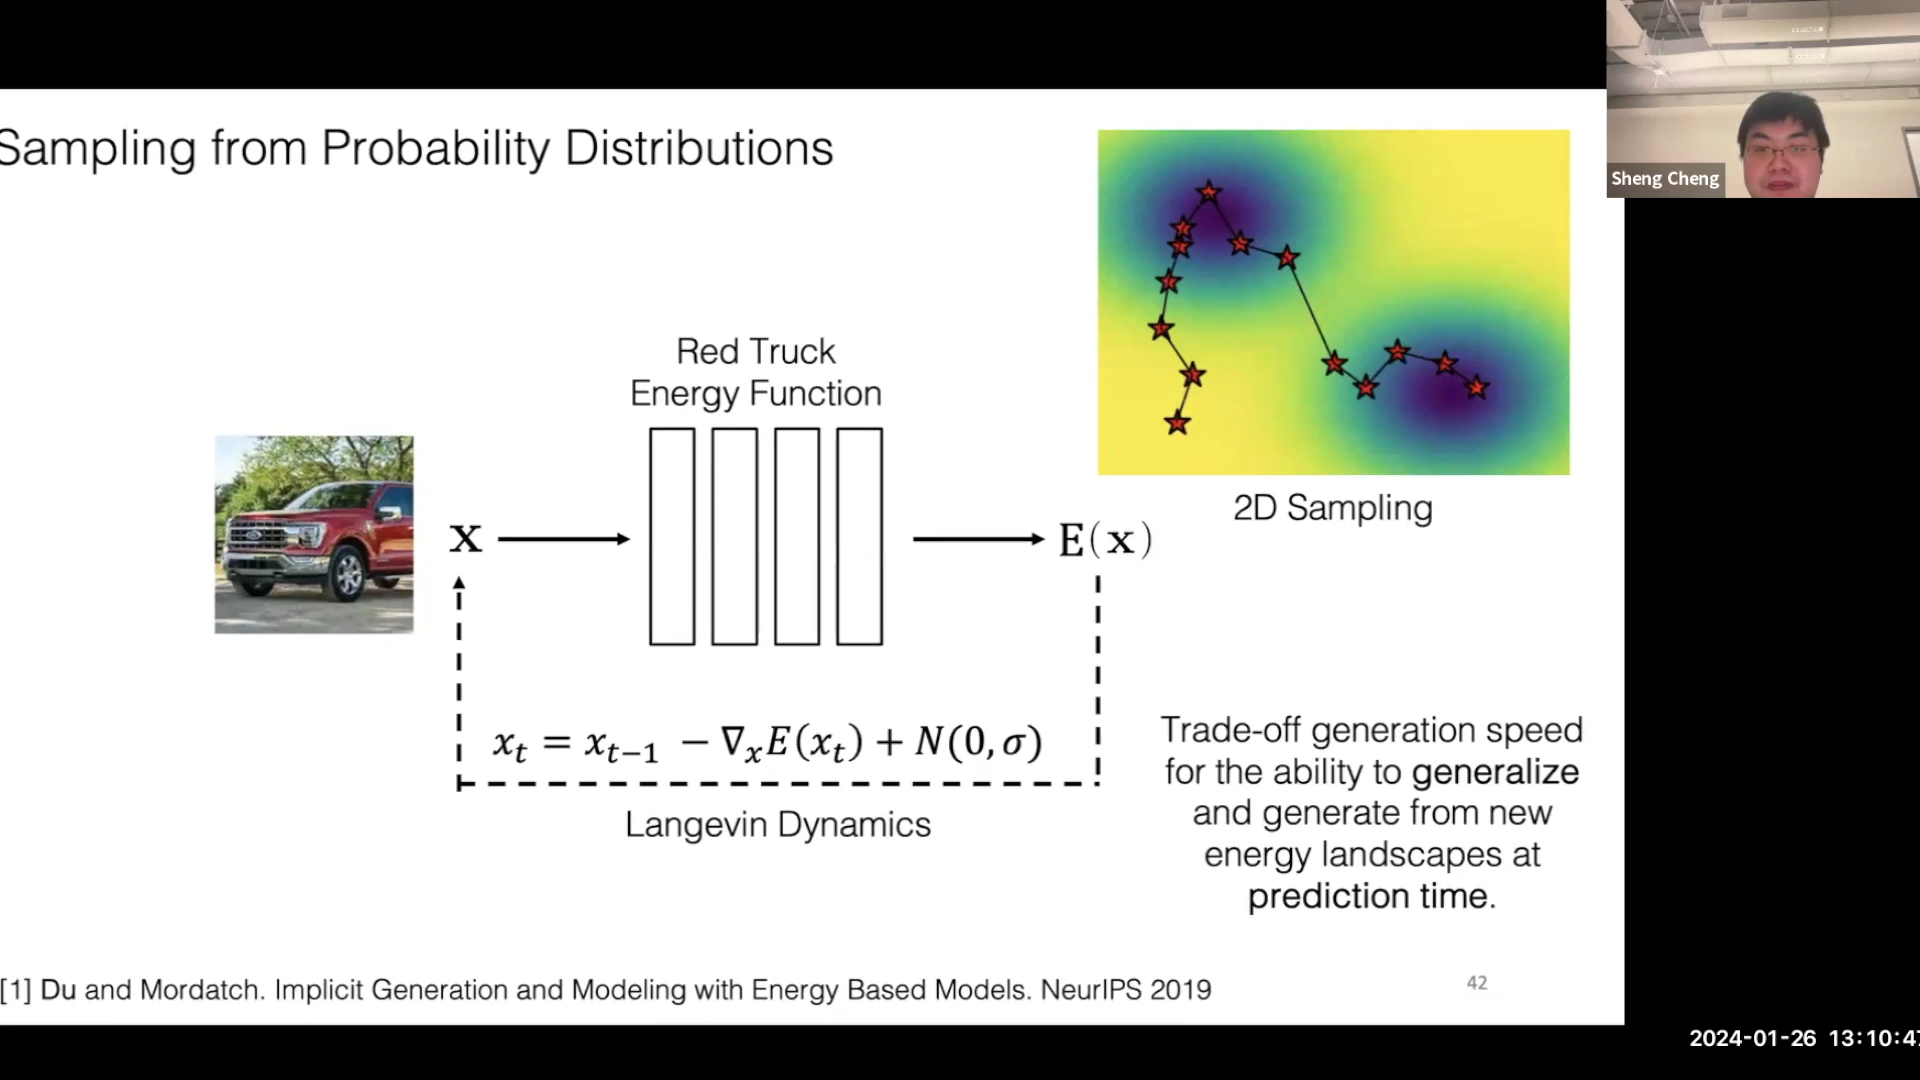 Sampling from Probability Distributions
Sheng Cheng
Red Truck
Energy Function
x
E(x)
2D Sampling
x_t = x_{t-1} − ∇_x E(x_t) + N(0, σ)
Langevin Dynamics
Trade-off generation speed
for the ability to generalize
and generate from new
energy landscapes at
prediction time.
[1] Du and Mordatch. Implicit Generation and Modeling with Energy Based Models. NeurIPS 2019
42
2024-01-26 13:10:47